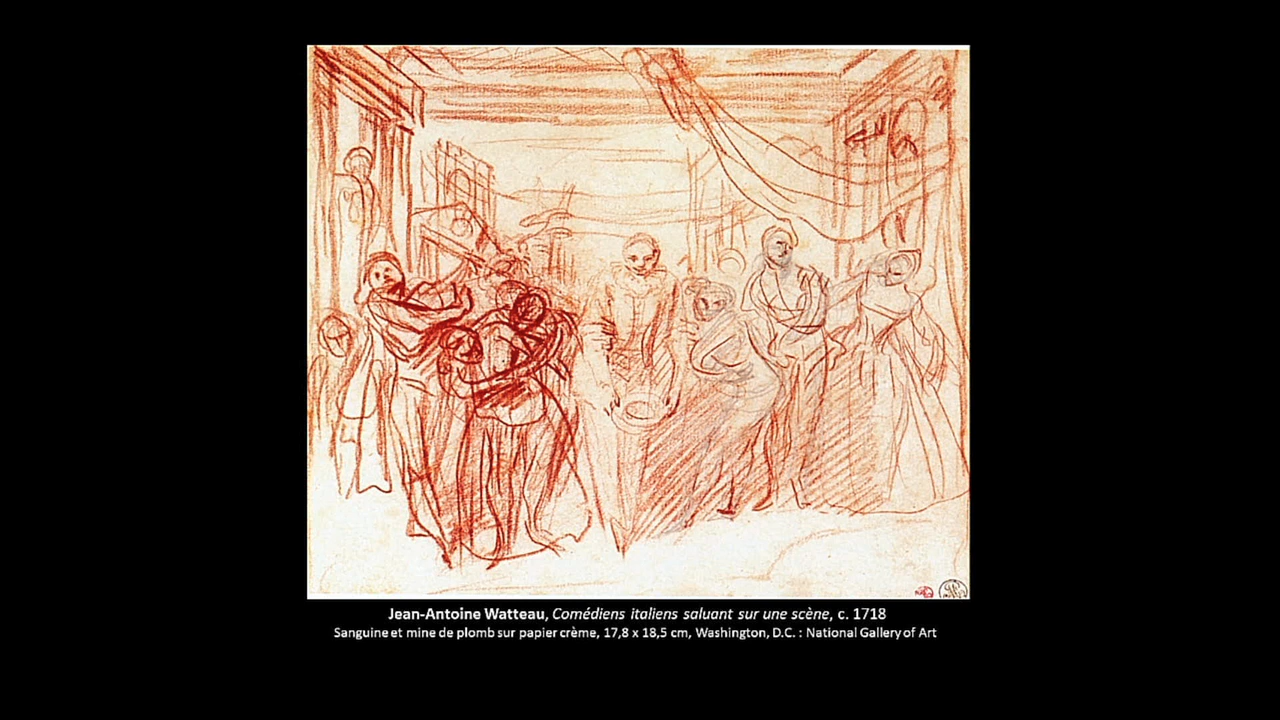 Jean-Antoine Watteau, Comédiens italiens saluant sur une scène, c. 1718
Sanguine et mine de plomb sur papier crème, 17,8 x 18,5 cm, Washington, D.C. : National Gallery of Art